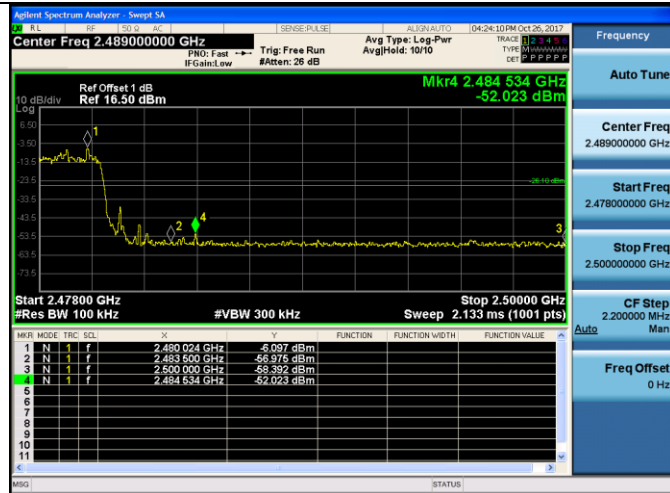 Agilent Spectrum Analyzer - Swept SA
RL RF 50 Ω AC SENSE:PULSE ALIGNAUTO 04:24:10 PM Oct 26, 2017
Center Freq 2.489000000 GHz
PNO: Fast
IFGain:Low
Trig: Free Run
#Atten: 26 dB
Avg Type: Log-Pwr
Avg|Hold: 10/10
TRACE 1 2 3 4 5 6
TYPE M
DET P P P P P P
Mkr4 2.484 534 GHz
-52.023 dBm
Ref Offset 1 dB
10 dB/div Ref 16.50 dBm
Log
6.50
-3.50
-13.5
-23.5
-33.5
-43.5
-53.5
-63.5
-73.5
1
2
4
3
-26.10 dBm
Start 2.47800 GHz Stop 2.50000 GHz
#Res BW 100 kHz #VBW 300 kHz Sweep 2.133 ms (1001 pts)
MKR MODE TRC SCL X Y FUNCTION FUNCTION WIDTH FUNCTION VALUE
1 N 1 f 2.480 024 GHz -6.097 dBm
2 N 1 f 2.483 500 GHz -56.975 dBm
3 N 1 f 2.500 000 GHz -58.392 dBm
4 N 1 f 2.484 534 GHz -52.023 dBm
5
6
7
8
9
10
11
MSG STATUS
Frequency
Auto Tune
Center Freq
2.489000000 GHz
Start Freq
2.478000000 GHz
Stop Freq
2.500000000 GHz
CF Step
2.200000 MHz
Auto Man
Freq Offset
0 Hz